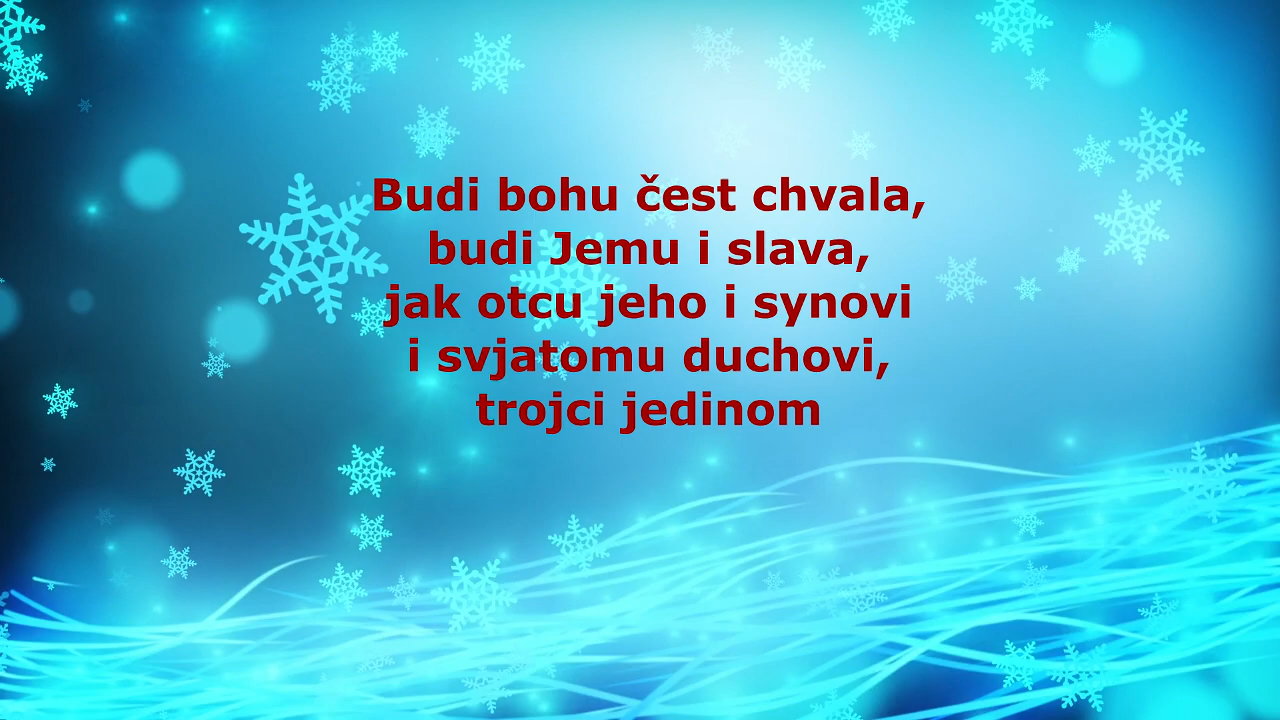 Budi bohu čest chvala,
budi Jemu i slava,
jak otcu jeho i synovi
i svjatomu duchovi,
trojci jedinom